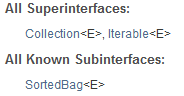 All Superinterfaces:
Collection<E>, Iterable<E>
All Known Subinterfaces:
SortedBag<E>